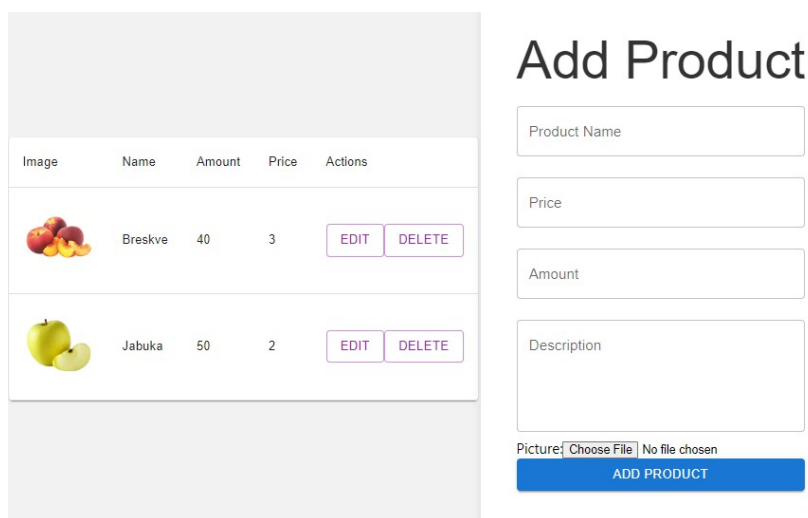 Image Name Amount Price Actions
Breskve 40 3 EDIT DELETE
Jabuka 50 2 EDIT DELETE
Add Product
Product Name
Price
Amount
Description
Picture: Choose File No file chosen
ADD PRODUCT